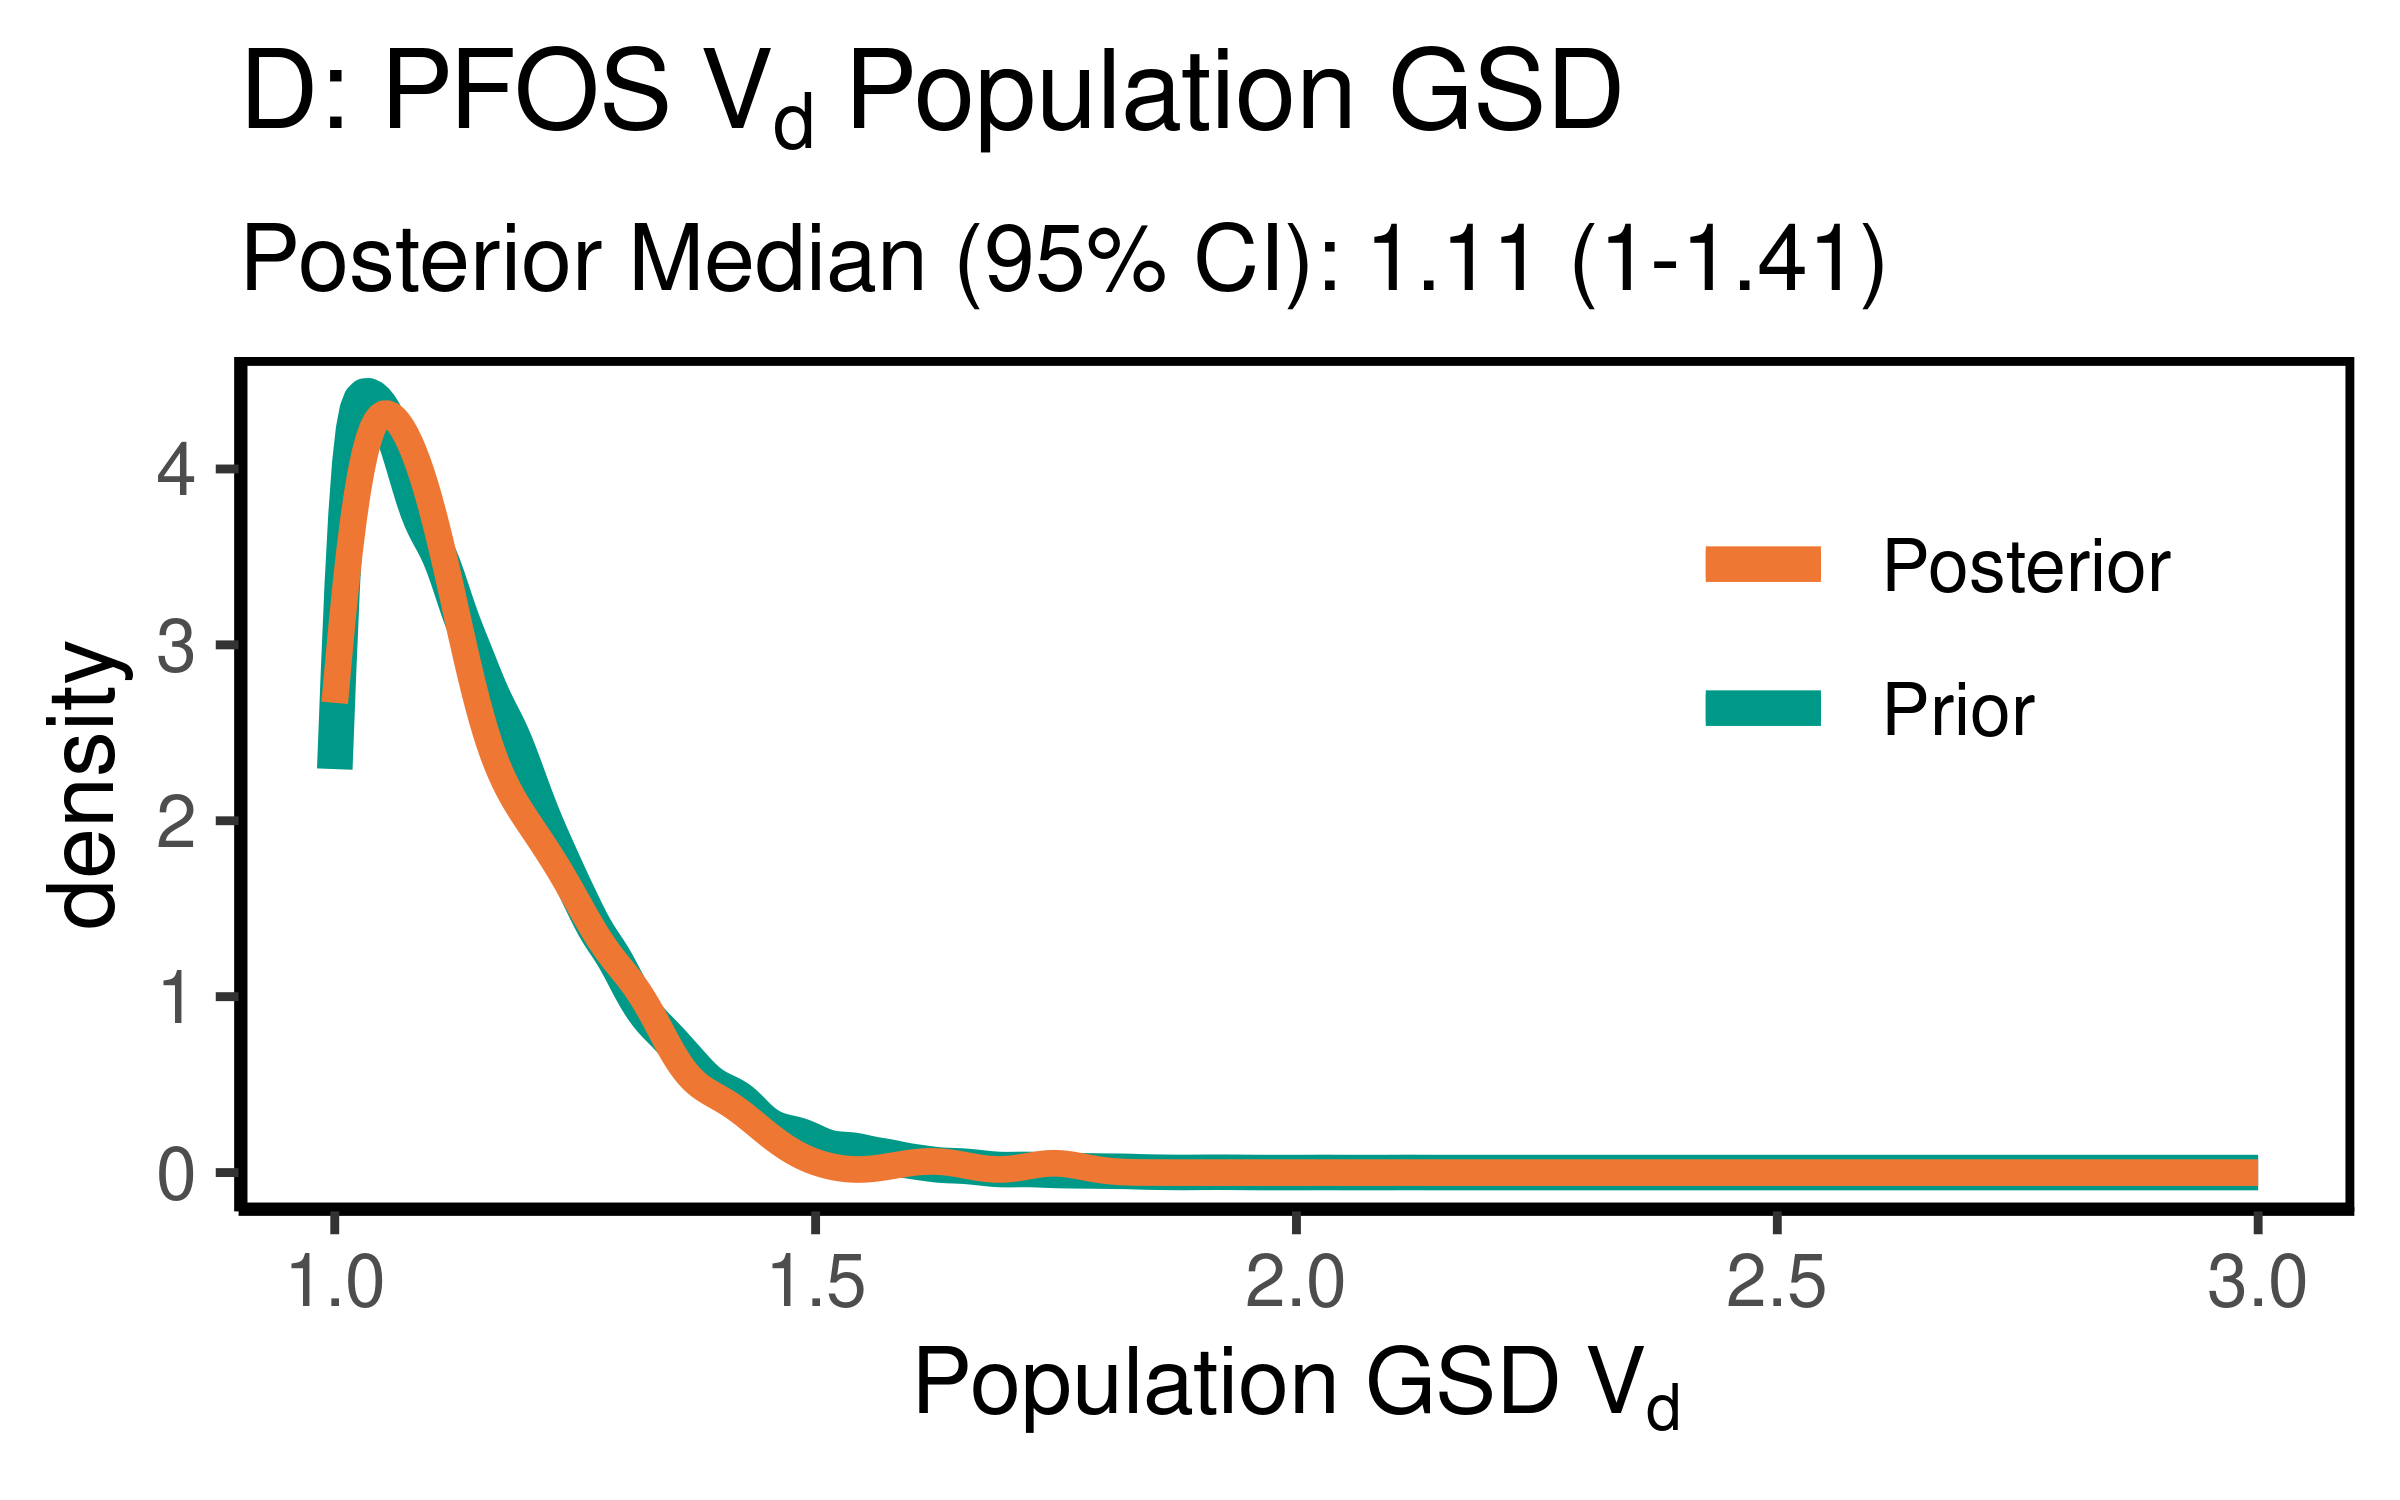 D: PFOS Vd Population GSD
Posterior Median (95% CI): 1.11 (1-1.41)
density
4
3
2
1
0
Posterior
Prior
1.0 1.5 2.0 2.5 3.0
Population GSD Vd